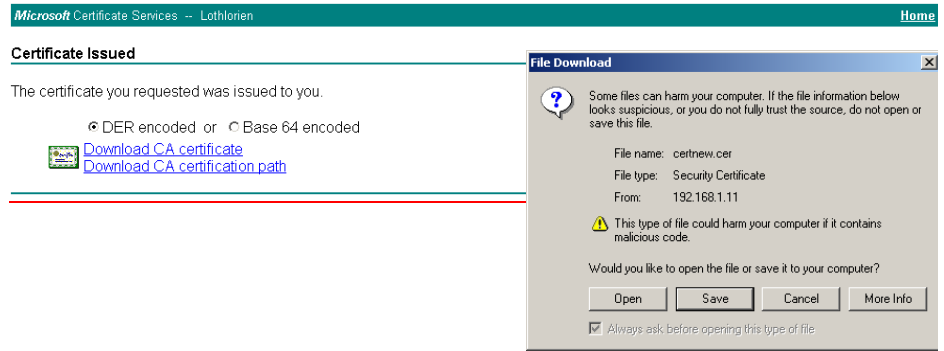 Microsoft Certificate Services -- Lothlorien Home
Certificate Issued
The certificate you requested was issued to you.
DER encoded or Base 64 encoded
Download CA certificate
Download CA certification path
File Download
Some files can harm your computer. If the file information below
looks suspicious, or you do not fully trust the source, do not open or
save this file.
File name: certnew.cer
File type: Security Certificate
From: 192.168.1.11
This type of file could harm your computer if it contains
malicious code.
Would you like to open the file or save it to your computer?
Open Save Cancel More Info
Always ask before opening this type of file